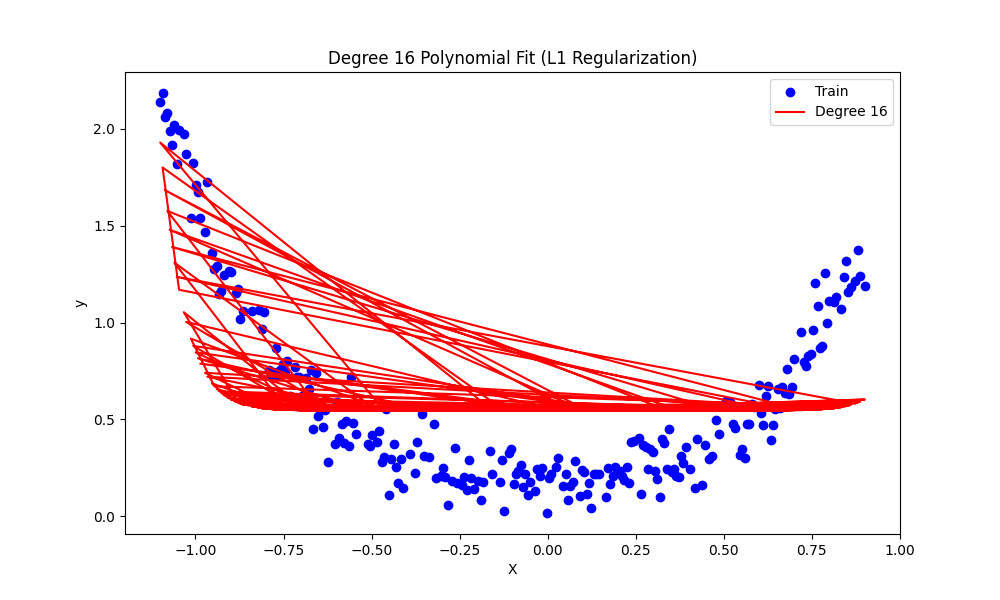 Degree 16 Polynomial Fit (L1 Regularization)
Train
Degree 16
2.0
1.5
1.0
0.5
0.0
y
−1.00 −0.75 −0.50 −0.25 0.00 0.25 0.50 0.75 1.00
X